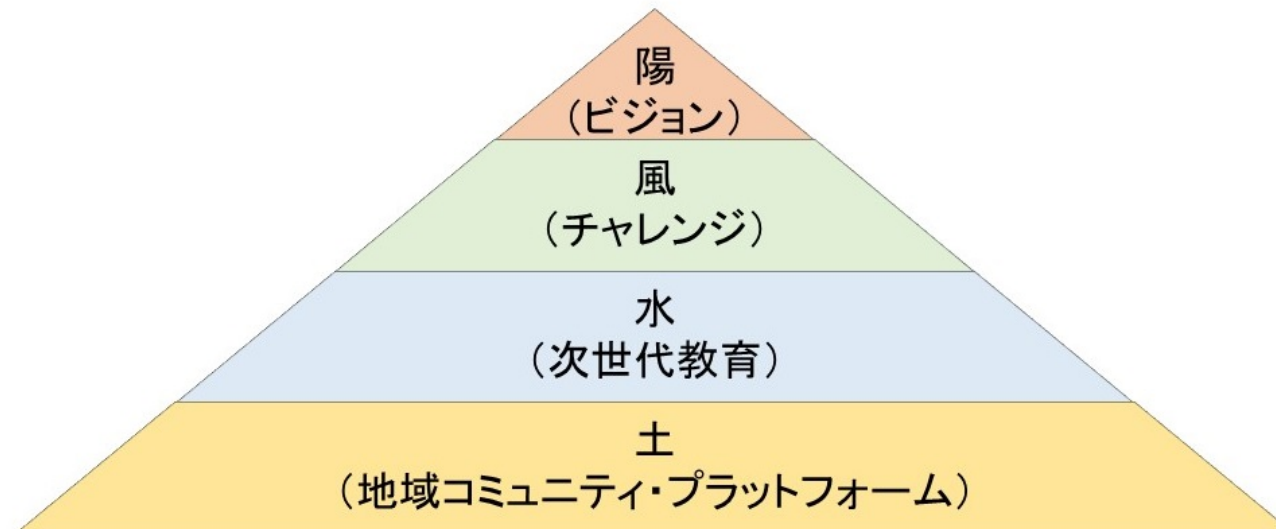 陽
（ビジョン）
風
（チャレンジ）
水
（次世代教育）
土
（地域コミュニティ・プラットフォーム）